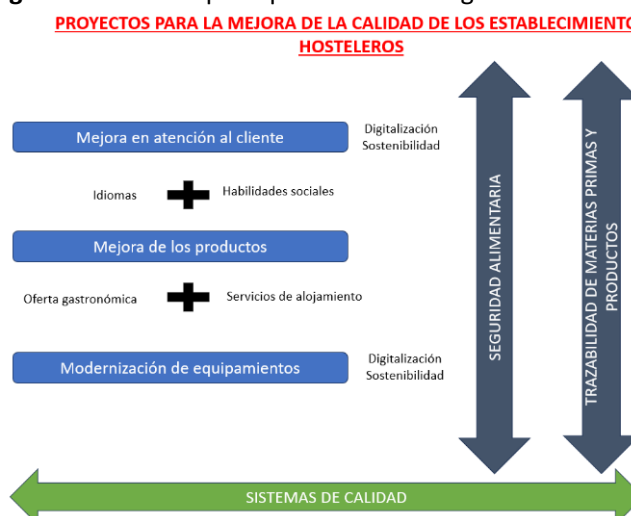 PROYECTOS PARA LA MEJORA DE LA CALIDAD DE LOS ESTABLECIMIENTO
HOSTELEROS
Mejora en atención al cliente
Digitalización
Sostenibilidad
Idiomas
Habilidades sociales
Mejora de los productos
Oferta gastronómica
Servicios de alojamiento
Modernización de equipamientos
Digitalización
Sostenibilidad
SEGURIDAD ALIMENTARIA
TRAZABILIDAD DE MATERIAS PRIMAS Y
PRODUCTOS
SISTEMAS DE CALIDAD